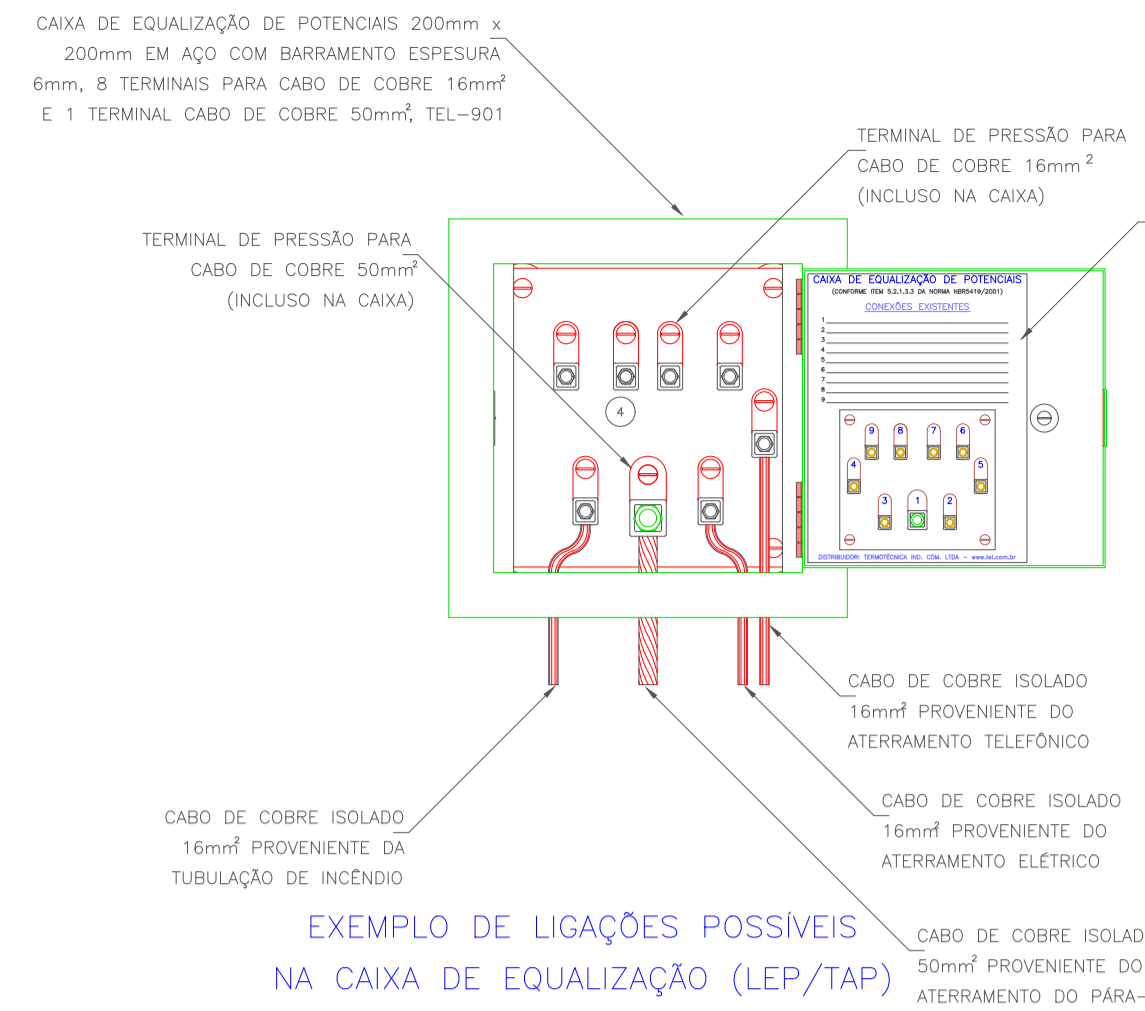 CAIXA DE EQUALIZAÇÃO DE POTENCIAIS 200mm x
200mm EM AÇO COM BARRAMENTO ESPESURA
6mm, 8 TERMINAIS PARA CABO DE COBRE 16mm²
E 1 TERMINAL CABO DE COBRE 50mm², TEL-901
TERMINAL DE PRESSÃO PARA
CABO DE COBRE 16mm²
(INCLUSO NA CAIXA)
TERMINAL DE PRESSÃO PARA
CABO DE COBRE 50mm²
(INCLUSO NA CAIXA)
CAIXA DE EQUALIZAÇÃO DE POTENCIAIS
(CONFORME ITEM 5.2.1.3.3 DA NORMA NBR5419/2001)
CONEXÕES EXISTENTES
1
2
3
4
5
6
7
8
9
4
9 8 7 6
4 5
3 1 2
DISTRIBUIDOR: TERMOTÉCNICA IND. COM. LTDA - www.tel.com.br
CABO DE COBRE ISOLADO
16mm² PROVENIENTE DO
ATERRAMENTO TELEFÔNICO
CABO DE COBRE ISOLADO
16mm² PROVENIENTE DO
ATERRAMENTO ELÉTRICO
CABO DE COBRE ISOLADO
16mm² PROVENIENTE DA
TUBULAÇÃO DE INCÊNDIO
EXEMPLO DE LIGAÇÕES POSSÍVEIS
NA CAIXA DE EQUALIZAÇÃO (LEP/TAP)
CABO DE COBRE ISOLAD
50mm² PROVENIENTE DO
ATERRAMENTO DO PÁRA-